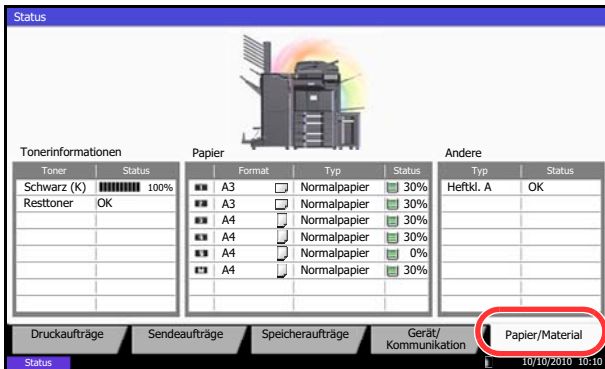 Status
Tonerinformationen Papier Andere
Toner Status Format Typ Status Typ Status
Schwarz (K) 100% A3 Normalpapier 30% Heftkl. A OK
Resttoner OK A3 Normalpapier 30%
A4 Normalpapier 30%
A4 Normalpapier 30%
A4 Normalpapier 0%
A4 Normalpapier 30%
Druckaufträge Sendeaufträge Speicheraufträge Gerät/ Papier/Material
Kommunikation
Status 10/10/2010 10:10